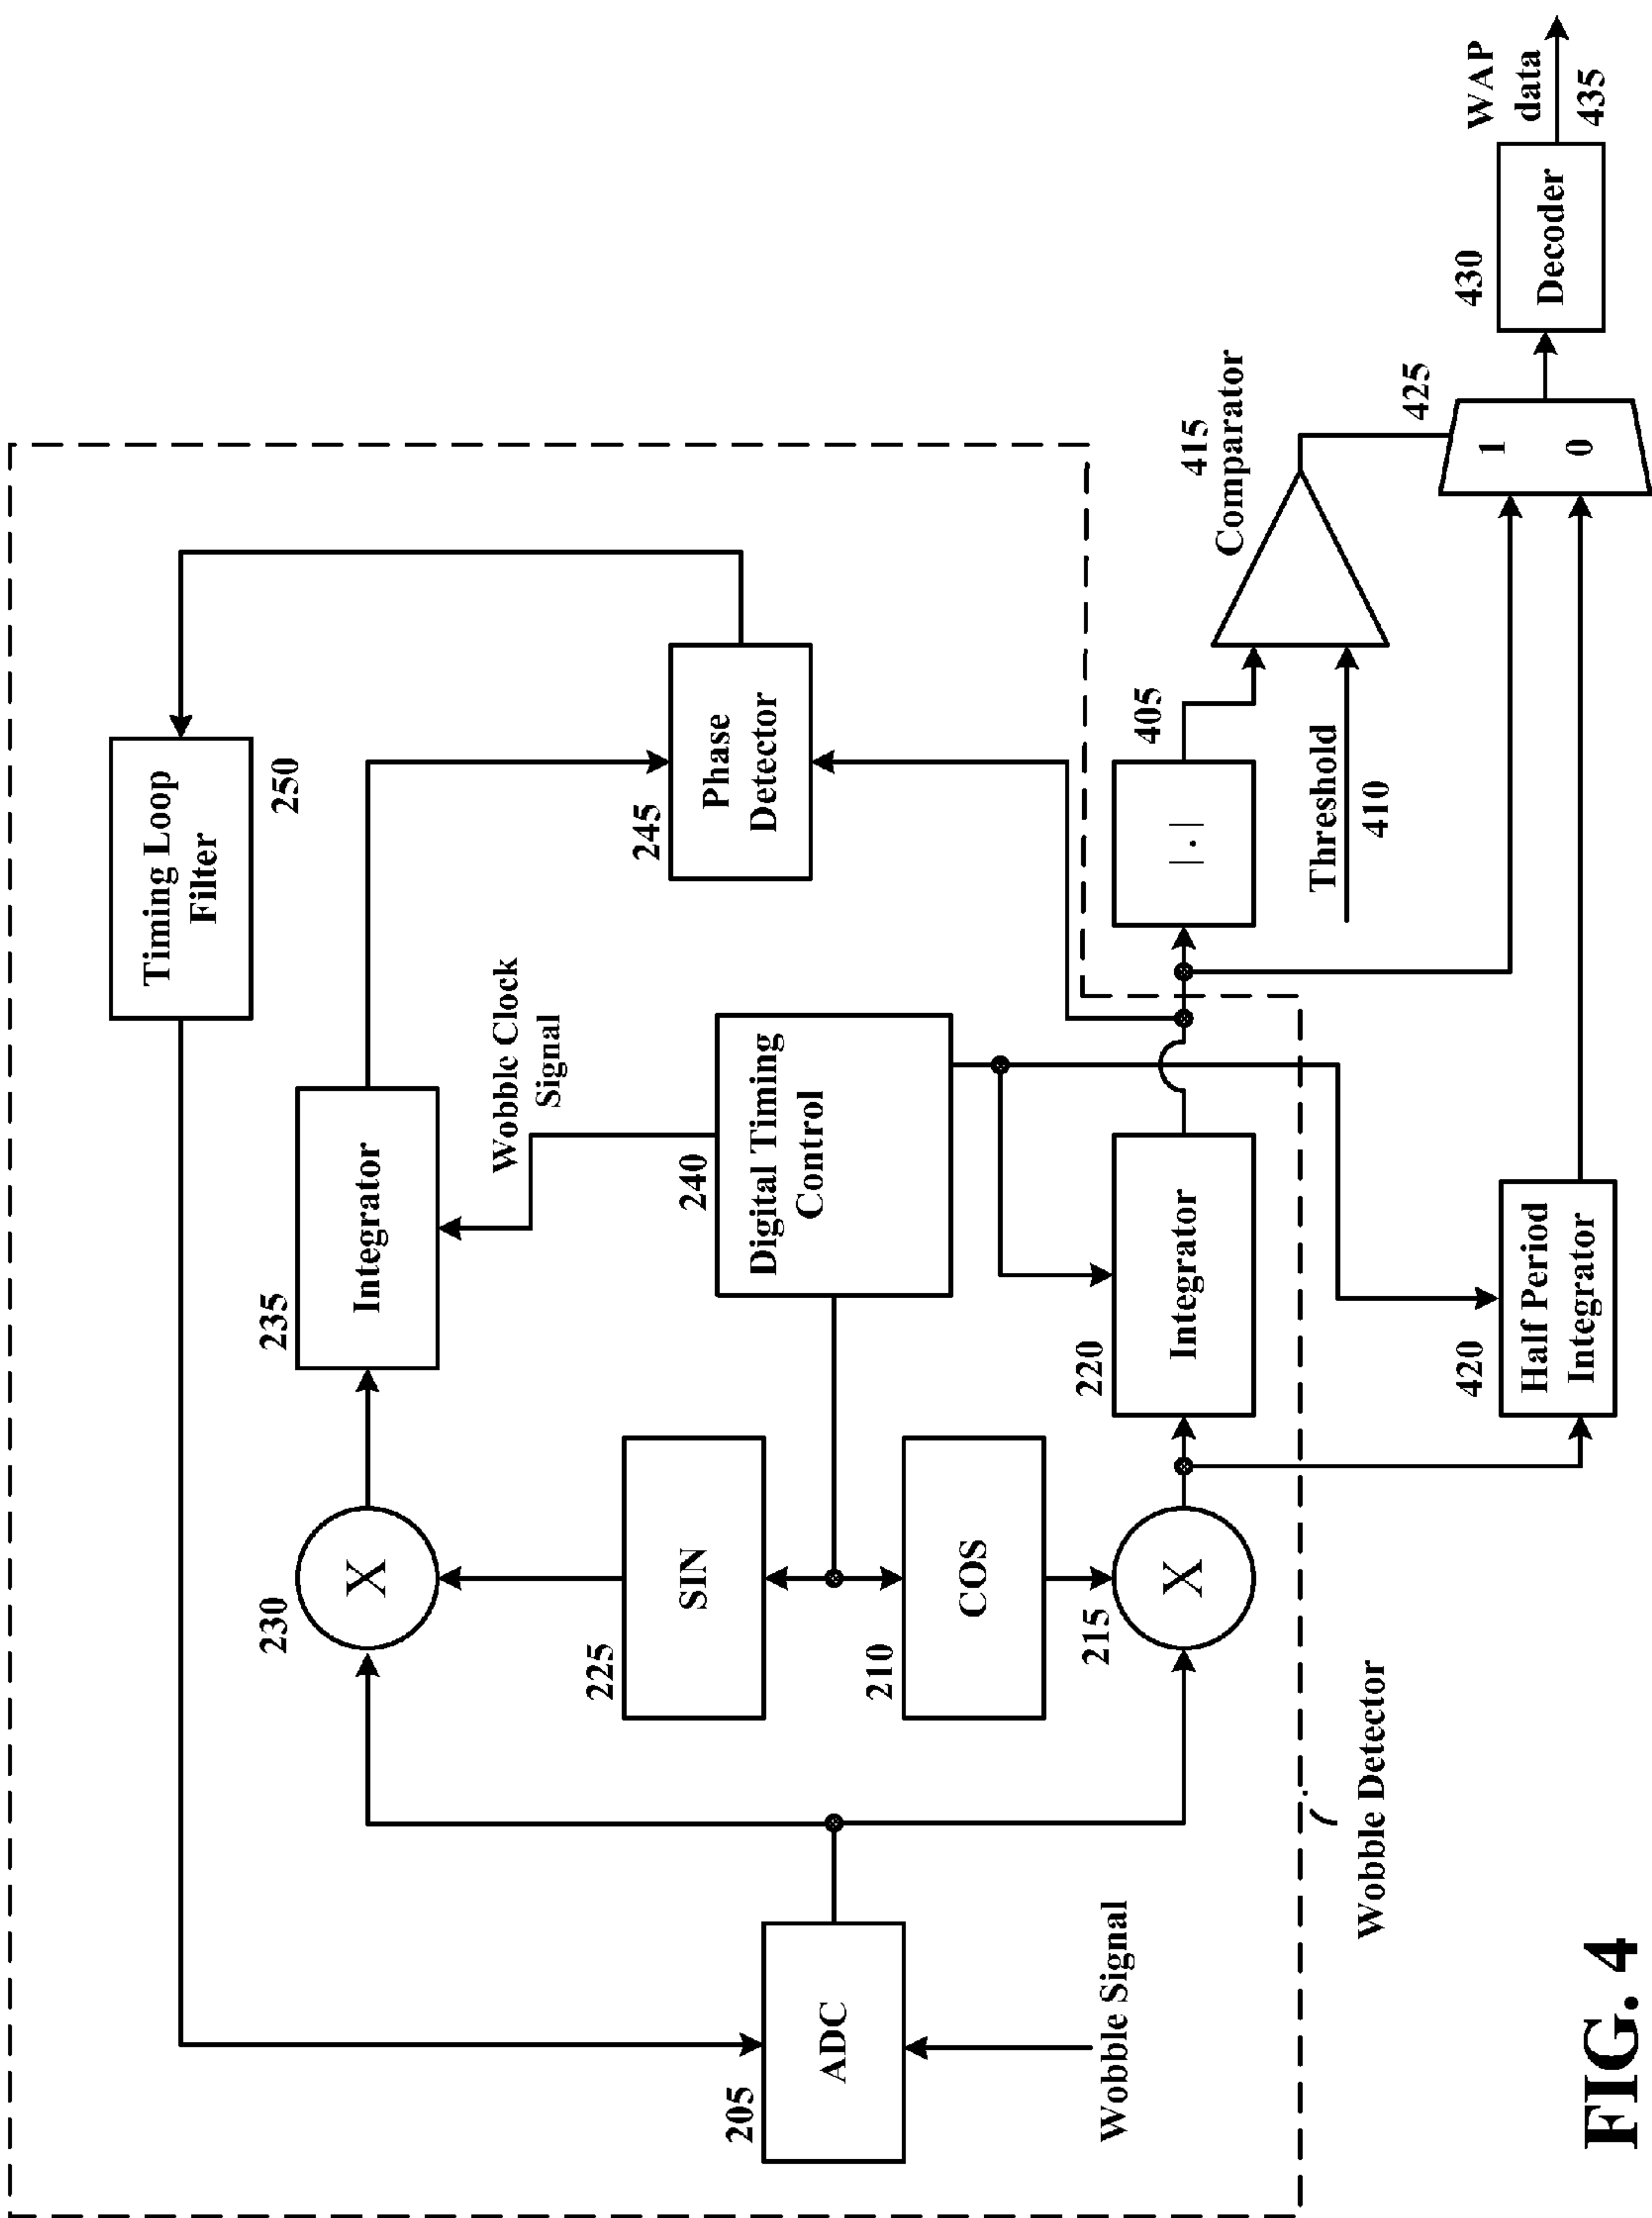 Timing Loop
Filter
250
230
X
235
Integrator
Wobble Clock
Signal
245
Phase
Detector
225
SIN
240
Digital Timing
Control
205
ADC
210
COS
Wobble Signal
215
X
220
Integrator
405
|.|
415
Comparator
Threshold
410
Wobble Detector
420
Half Period
Integrator
425
1
0
430
Decoder
WAP
data
435
FIG. 4